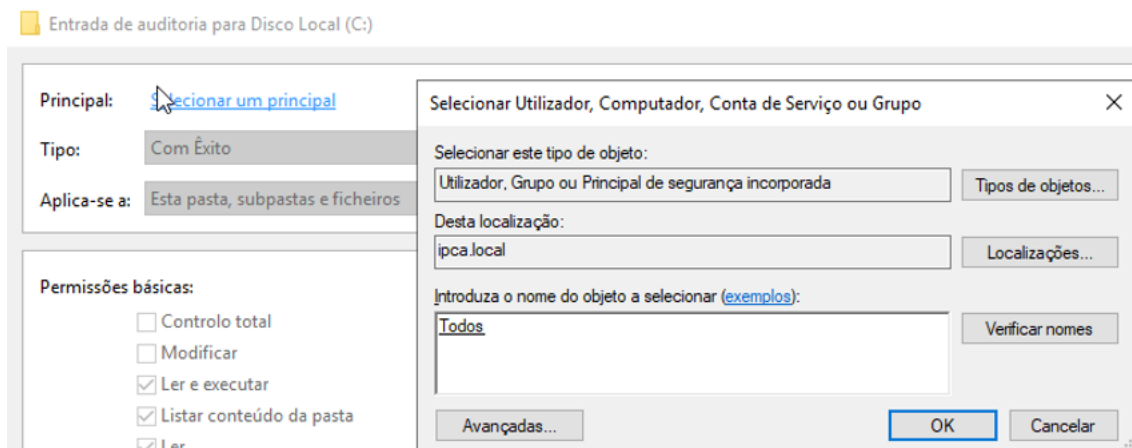 Entrada de auditoria para Disco Local (C:)
Principal: Selecionar um principal
Tipo: Com Êxito
Aplica-se a: Esta pasta, subpastas e ficheiros
Permissões básicas:
Controlo total
Modificar
Ler e executar
Listar conteúdo da pasta
Ler
Selecionar Utilizador, Computador, Conta de Serviço ou Grupo
Selecionar este tipo de objeto:
Utilizador, Grupo ou Principal de segurança incorporada
Tipos de objetos...
Desta localização:
ipca.local
Localizações...
Introduza o nome do objeto a selecionar (exemplos):
Todos
Verificar nomes
Avançadas...
OK
Cancelar